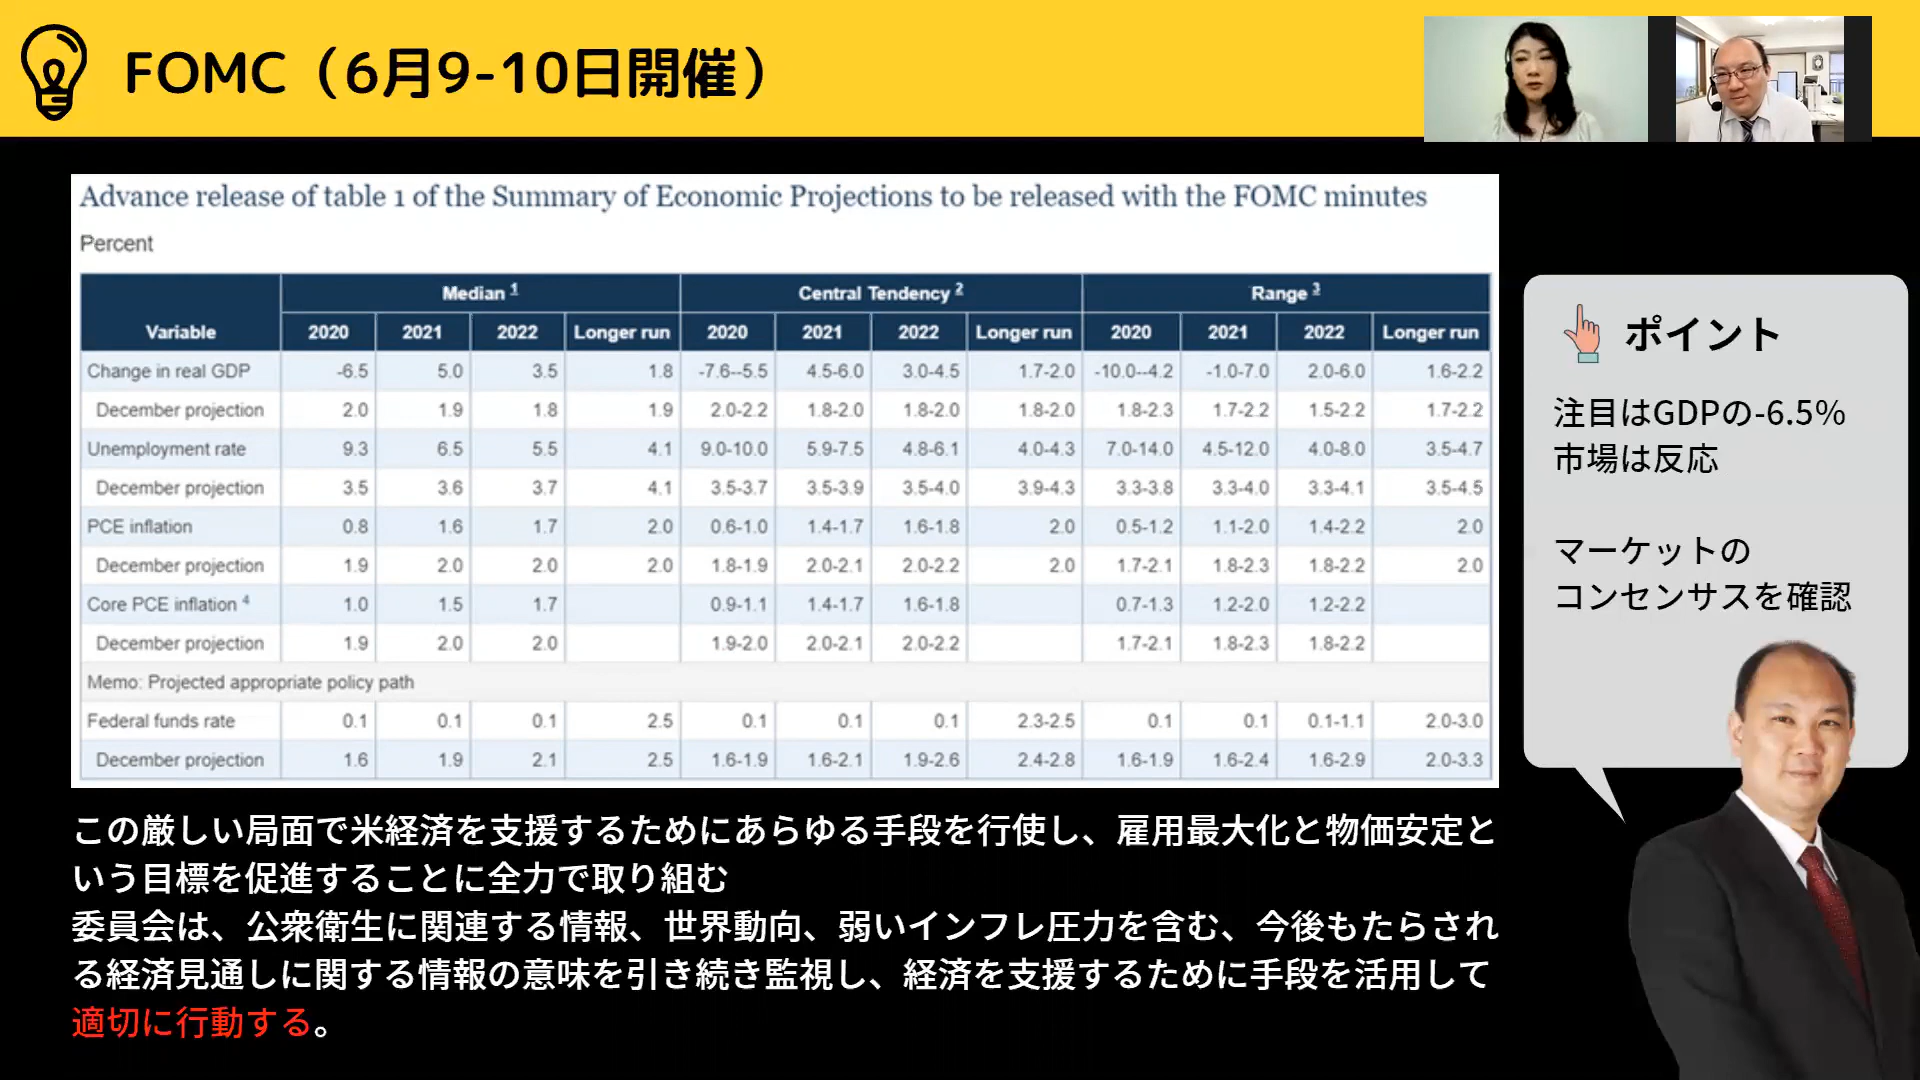 FOMC（6月9-10日開催）
Advance release of table 1 of the Summary of Economic Projections to be released with the FOMC minutes
Percent
Variable Median 1 Central Tendency 2 Range 3
2020 2021 2022 Longer run 2020 2021 2022 Longer run 2020 2021 2022 Longer run
Change in real GDP -6.5 5.0 3.5 1.8 -7.6--5.5 4.5-6.0 3.0-4.5 1.7-2.0 -10.0--4.2 -1.0-7.0 2.0-6.0 1.6-2.2
December projection 2.0 1.9 1.8 1.9 2.0-2.2 1.8-2.0 1.8-2.0 1.8-2.0 1.8-2.3 1.7-2.2 1.5-2.2 1.7-2.2
Unemployment rate 9.3 6.5 5.5 4.1 9.0-10.0 5.9-7.5 4.8-6.1 4.0-4.3 7.0-14.0 4.5-12.0 4.0-8.0 3.5-4.7
December projection 3.5 3.6 3.7 4.1 3.5-3.7 3.5-3.9 3.5-4.0 3.9-4.3 3.3-3.8 3.3-4.0 3.3-4.1 3.5-4.5
PCE inflation 0.8 1.6 1.7 2.0 0.6-1.0 1.4-1.7 1.6-1.8 2.0 0.5-1.2 1.1-2.0 1.4-2.2 2.0
December projection 1.9 2.0 2.0 2.0 1.8-1.9 2.0-2.1 2.0-2.2 2.0 1.7-2.1 1.8-2.3 1.8-2.2 2.0
Core PCE inflation 4 1.0 1.5 1.7 0.9-1.1 1.4-1.7 1.6-1.8 0.7-1.3 1.2-2.0 1.2-2.2
December projection 1.9 2.0 2.0 1.9-2.0 2.0-2.1 2.0-2.2 1.7-2.1 1.8-2.3 1.8-2.2
Memo: Projected appropriate policy path
Federal funds rate 0.1 0.1 0.1 2.5 0.1 0.1 0.1 2.3-2.5 0.1 0.1 0.1-1.1 2.0-3.0
December projection 1.6 1.9 2.1 2.5 1.6-1.9 1.6-2.1 1.9-2.6 2.4-2.8 1.6-1.9 1.6-2.4 1.6-2.9 2.0-3.3
ポイント
注目はGDPの-6.5%
市場は反応
マーケットの
コンセンサスを確認
この厳しい局面で米経済を支援するためにあらゆる手段を行使し、雇用最大化と物価安定と
いう目標を促進することに全力で取り組む
委員会は、公衆衛生に関連する情報、世界動向、弱いインフレ圧力を含む、今後もたらされ
る経済見通しに関する情報の意味を引き続き監視し、経済を支援するために手段を活用して
適切に行動する。